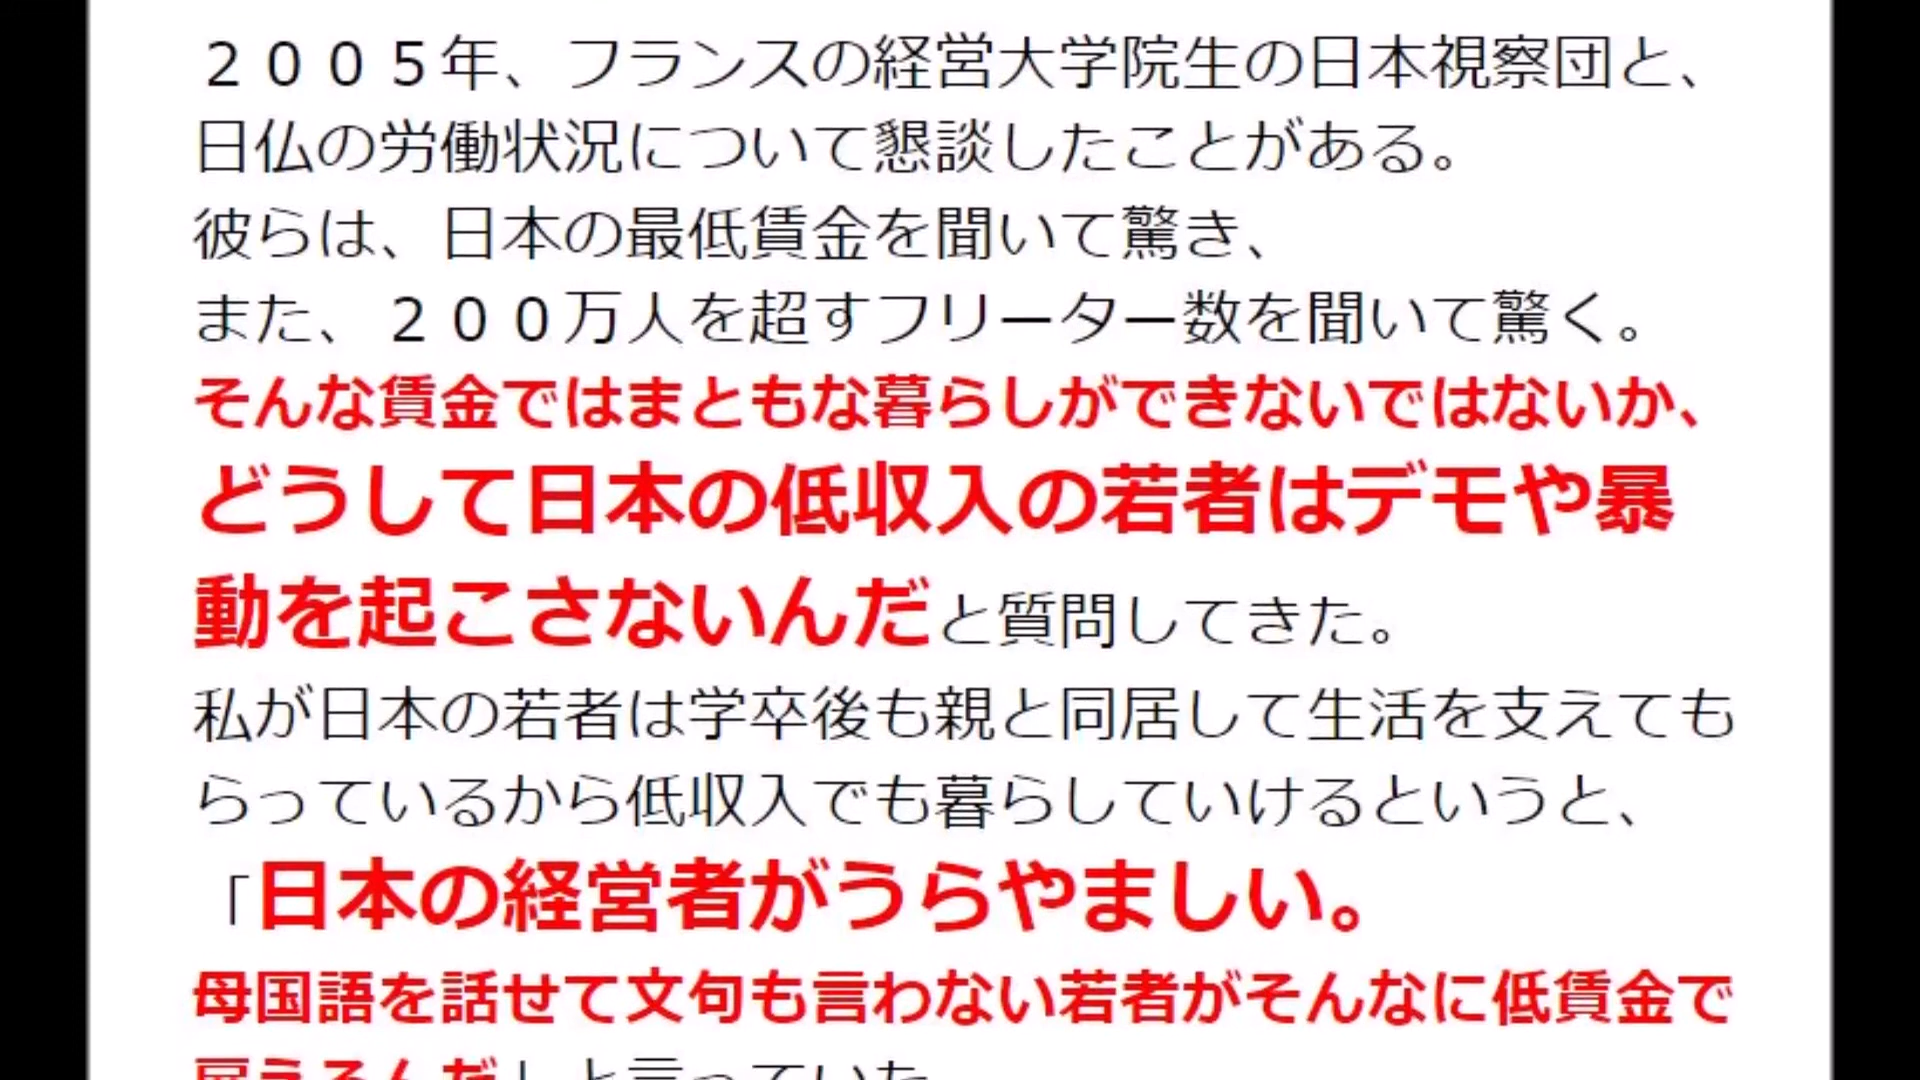 ２００５年、フランスの経営大学院生の日本視察団と、
日仏の労働状況について懇談したことがある。
彼らは、日本の最低賃金を聞いて驚き、
また、２００万人を超すフリーター数を聞いて驚く。
そんな賃金ではまともな暮らしができないではないか、
どうして日本の低収入の若者はデモや暴
動を起こさないんだと質問してきた。
私が日本の若者は学卒後も親と同居して生活を支えても
らっているから低収入でも暮らしていけるというと、
「日本の経営者がうらやましい。
母国語を話せて文句も言わない若者がそんなに低賃金で
雇えるんだ」と言っていた